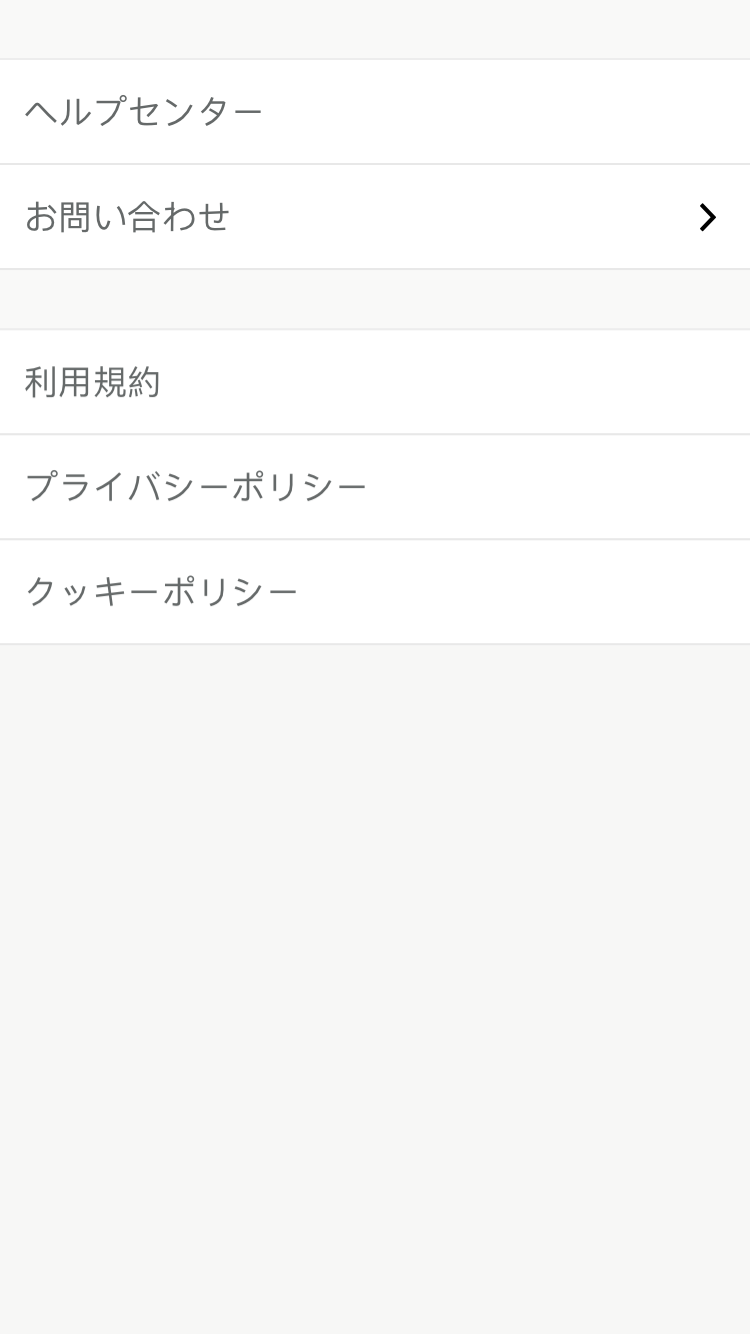 ヘルプセンター
お問い合わせ
利用規約
プライバシーポリシー
クッキーポリシー